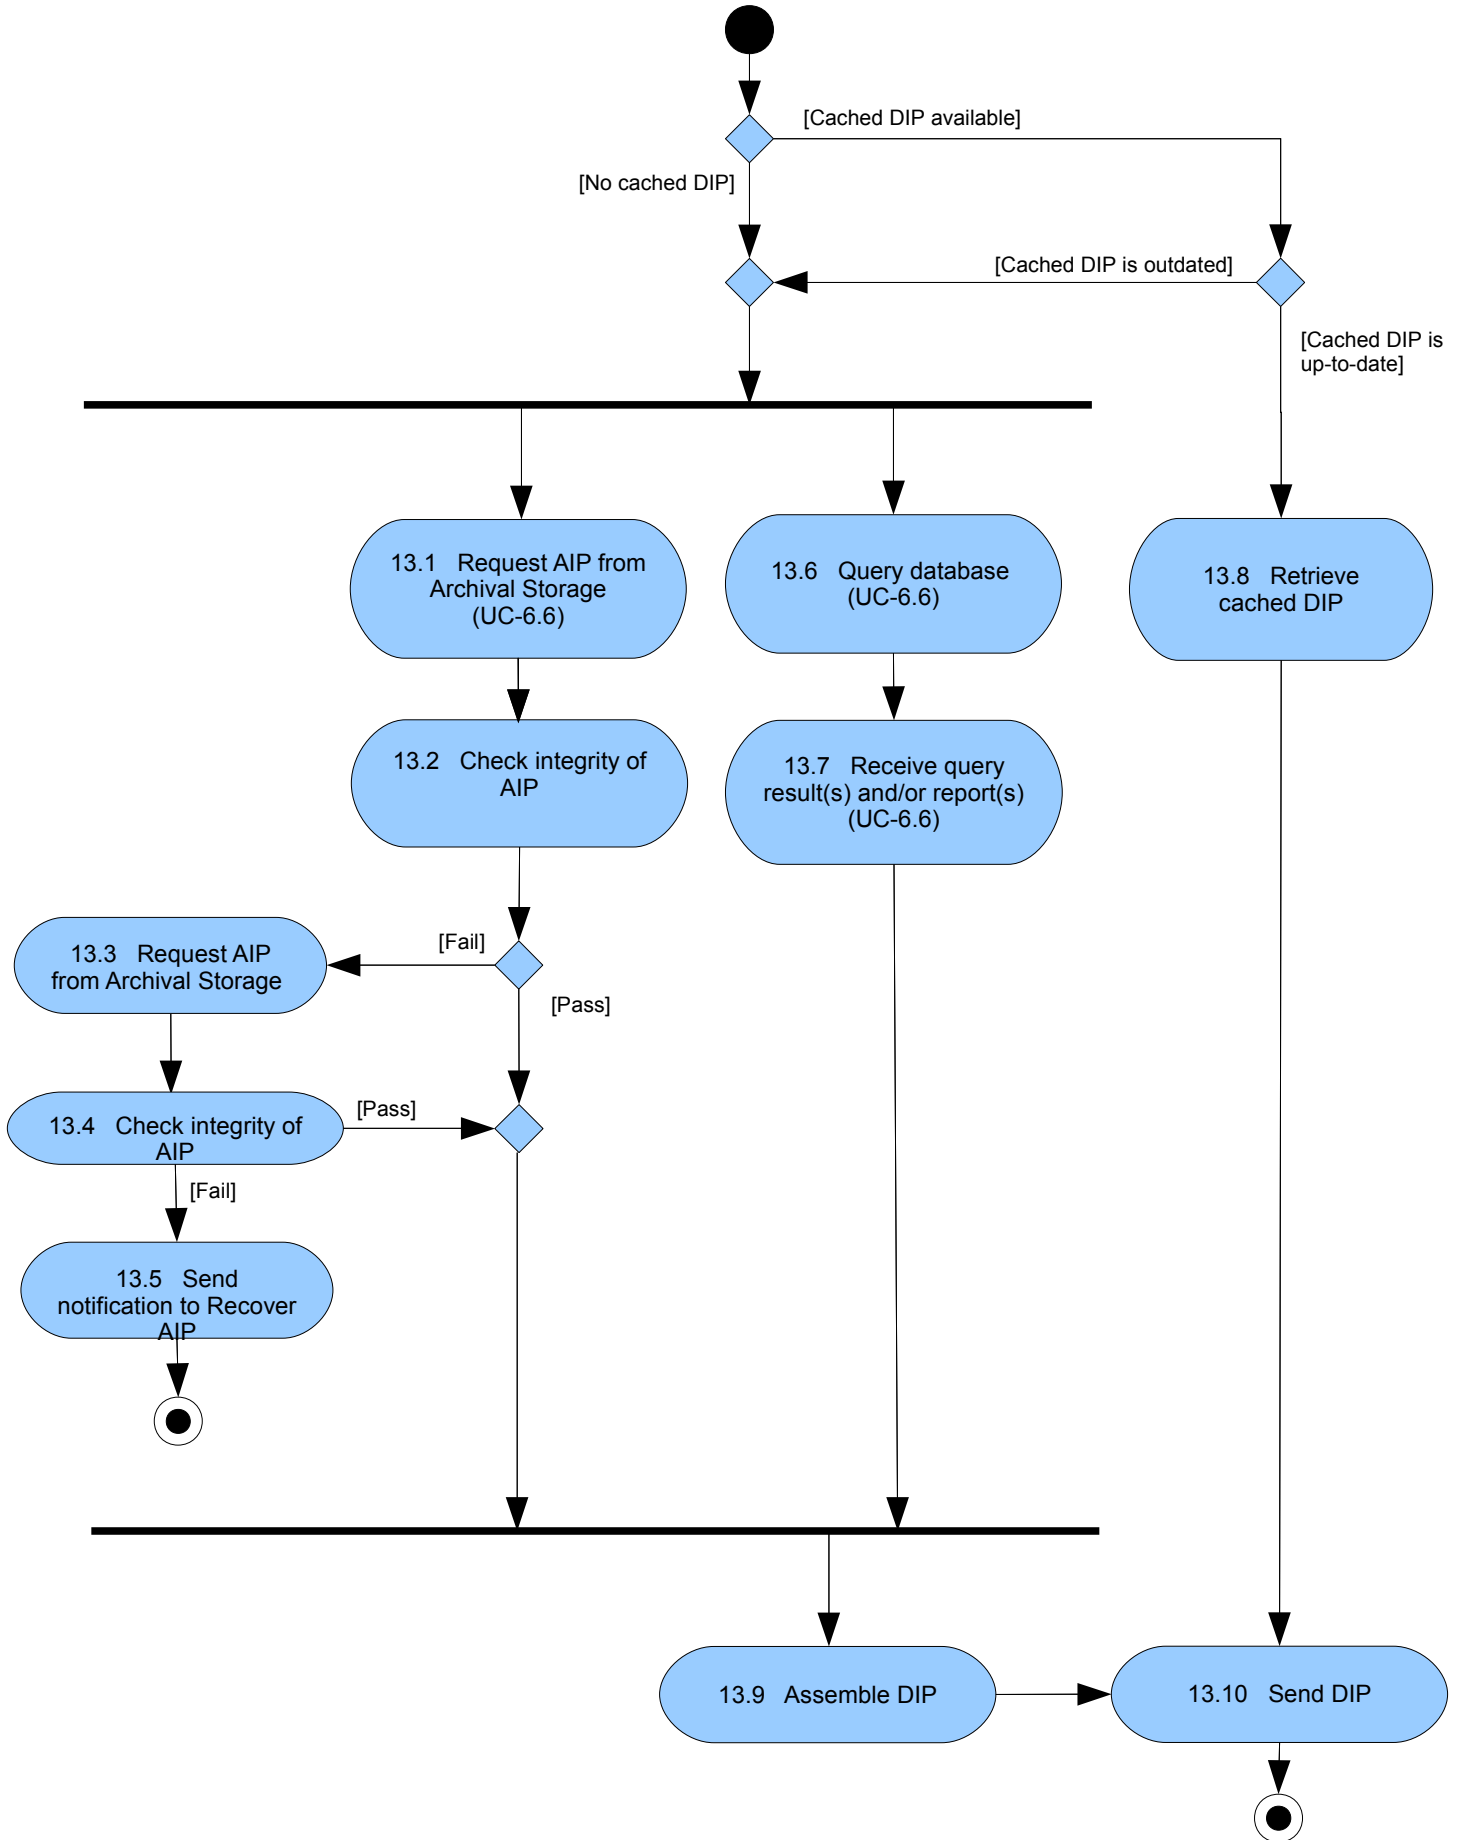 [Cached DIP available]
[No cached DIP]
[Cached DIP is outdated]
[Cached DIP is
up-to-date]
13.1 Request AIP from
Archival Storage
(UC-6.6)
13.6 Query database
(UC-6.6)
13.8 Retrieve
cached DIP
13.2 Check integrity of
AIP
13.7 Receive query
result(s) and/or report(s)
(UC-6.6)
13.3 Request AIP
from Archival Storage
[Fail]
[Pass]
13.4 Check integrity of
AIP
[Pass]
[Fail]
13.5 Send
notification to Recover
AIP
13.9 Assemble DIP
13.10 Send DIP